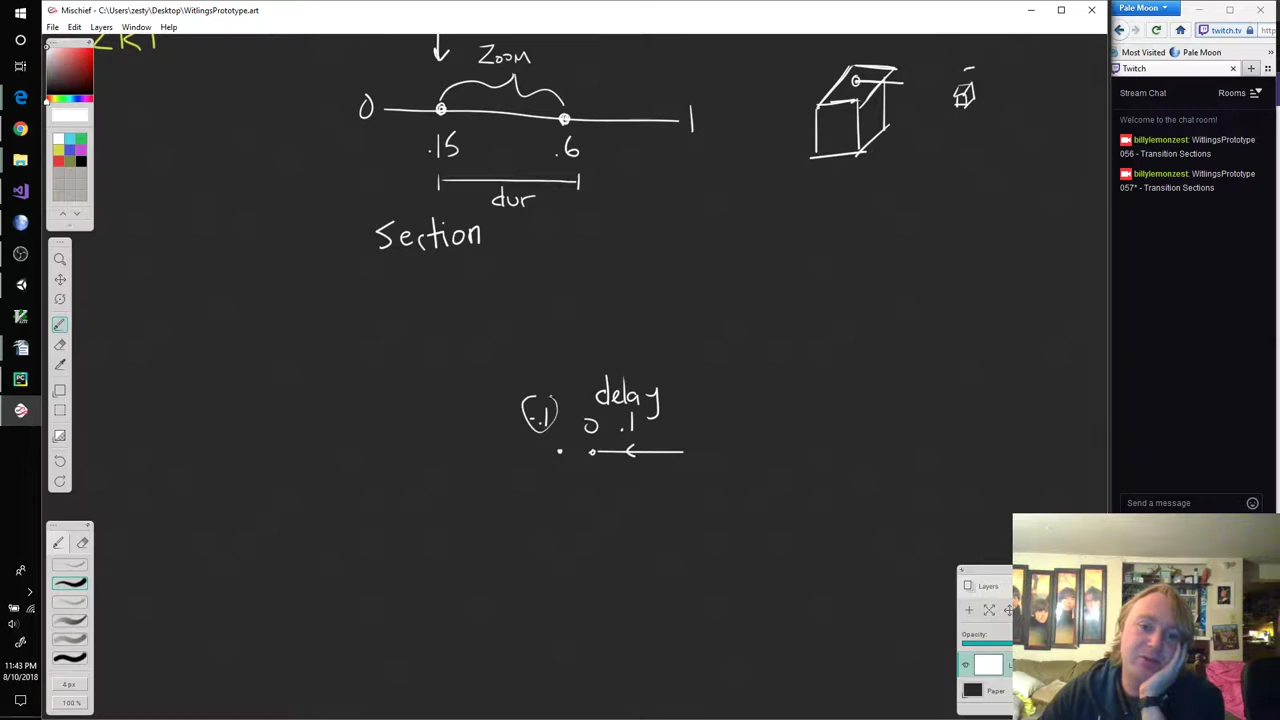 Mischief - C:\Users\zesty\Desktop\WitlingsPrototype.art
File Edit Layers Window
Zoom
0 1
.15 .6
dur
Section
delay
-.1 0 .1
4 px
100 %
11:43 PM
8/10/2018
Layers
Opacity:
Paper
Pale Moon
twitch.tv
Most Visited Pale Moon
Twitch
Stream Chat Rooms
Welcome to the chat room!
billylemonzest: WitlingsPrototype
056 - Transition Sections
billylemonzest: WitlingsPrototype
057* - Transition Sections
Send a message